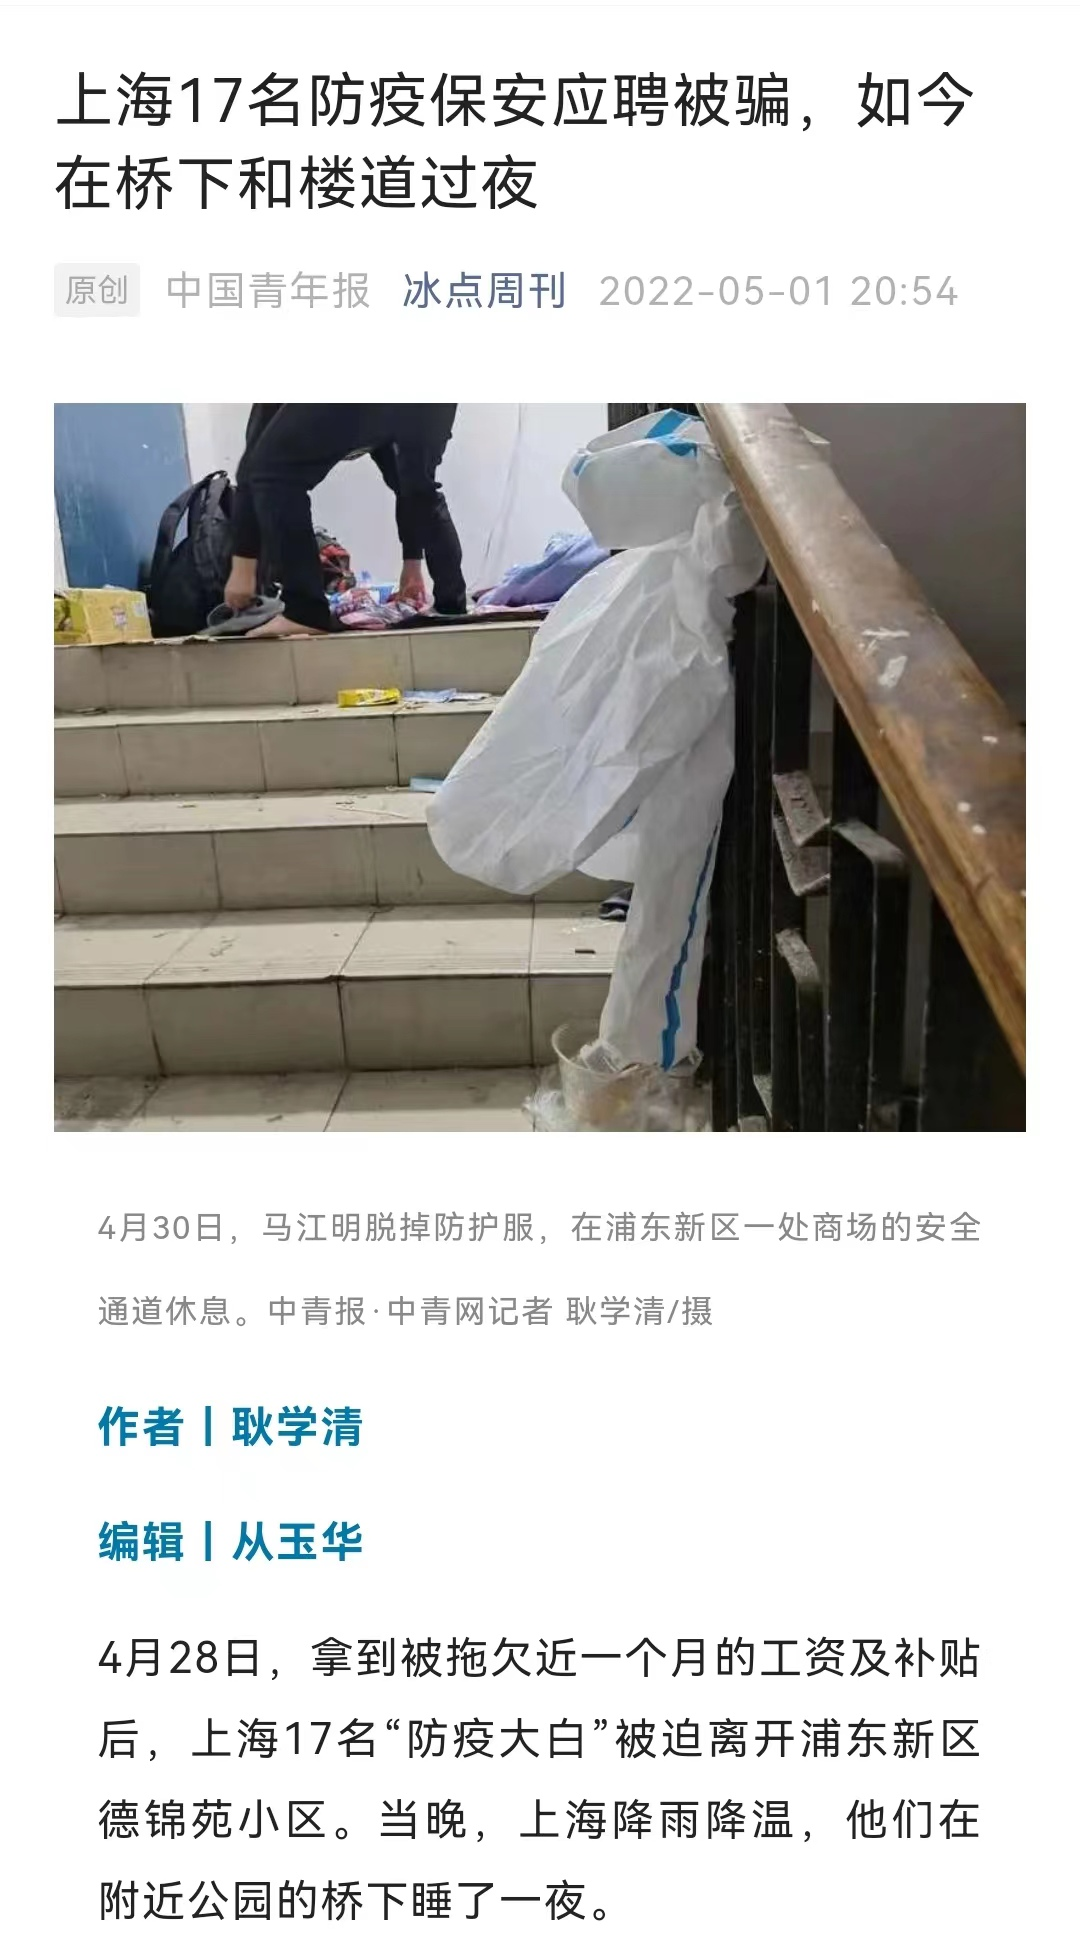 上海17名防疫保安应聘被骗，如今
在桥下和楼道过夜
原创 中国青年报 冰点周刊 2022-05-01 20:54
4月30日，马江明脱掉防护服，在浦东新区一处商场的安全
通道休息。中青报·中青网记者 耿学清/摄
作者丨耿学清
编辑丨从玉华
4月28日，拿到被拖欠近一个月的工资及补贴
后，上海17名“防疫大白”被迫离开浦东新区
德锦苑小区。当晚，上海降雨降温，他们在
附近公园的桥下睡了一夜。